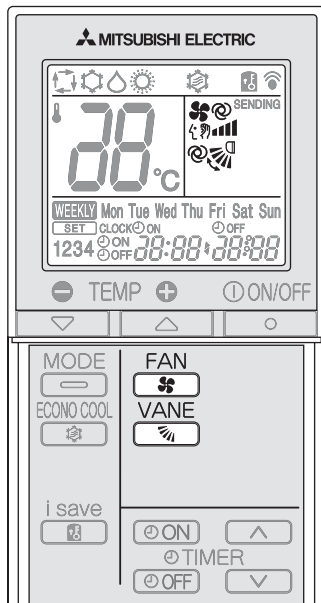 MITSUBISHI ELECTRIC
SENDING
88°C
WEEKLY Mon Tue Wed Thu Fri Sat Sun
SET CLOCK ON OFF
1234 ON OFF 88:88 88:88
TEMP ON/OFF
MODE FAN
ECONO COOL VANE
i save
ON
TIMER
OFF